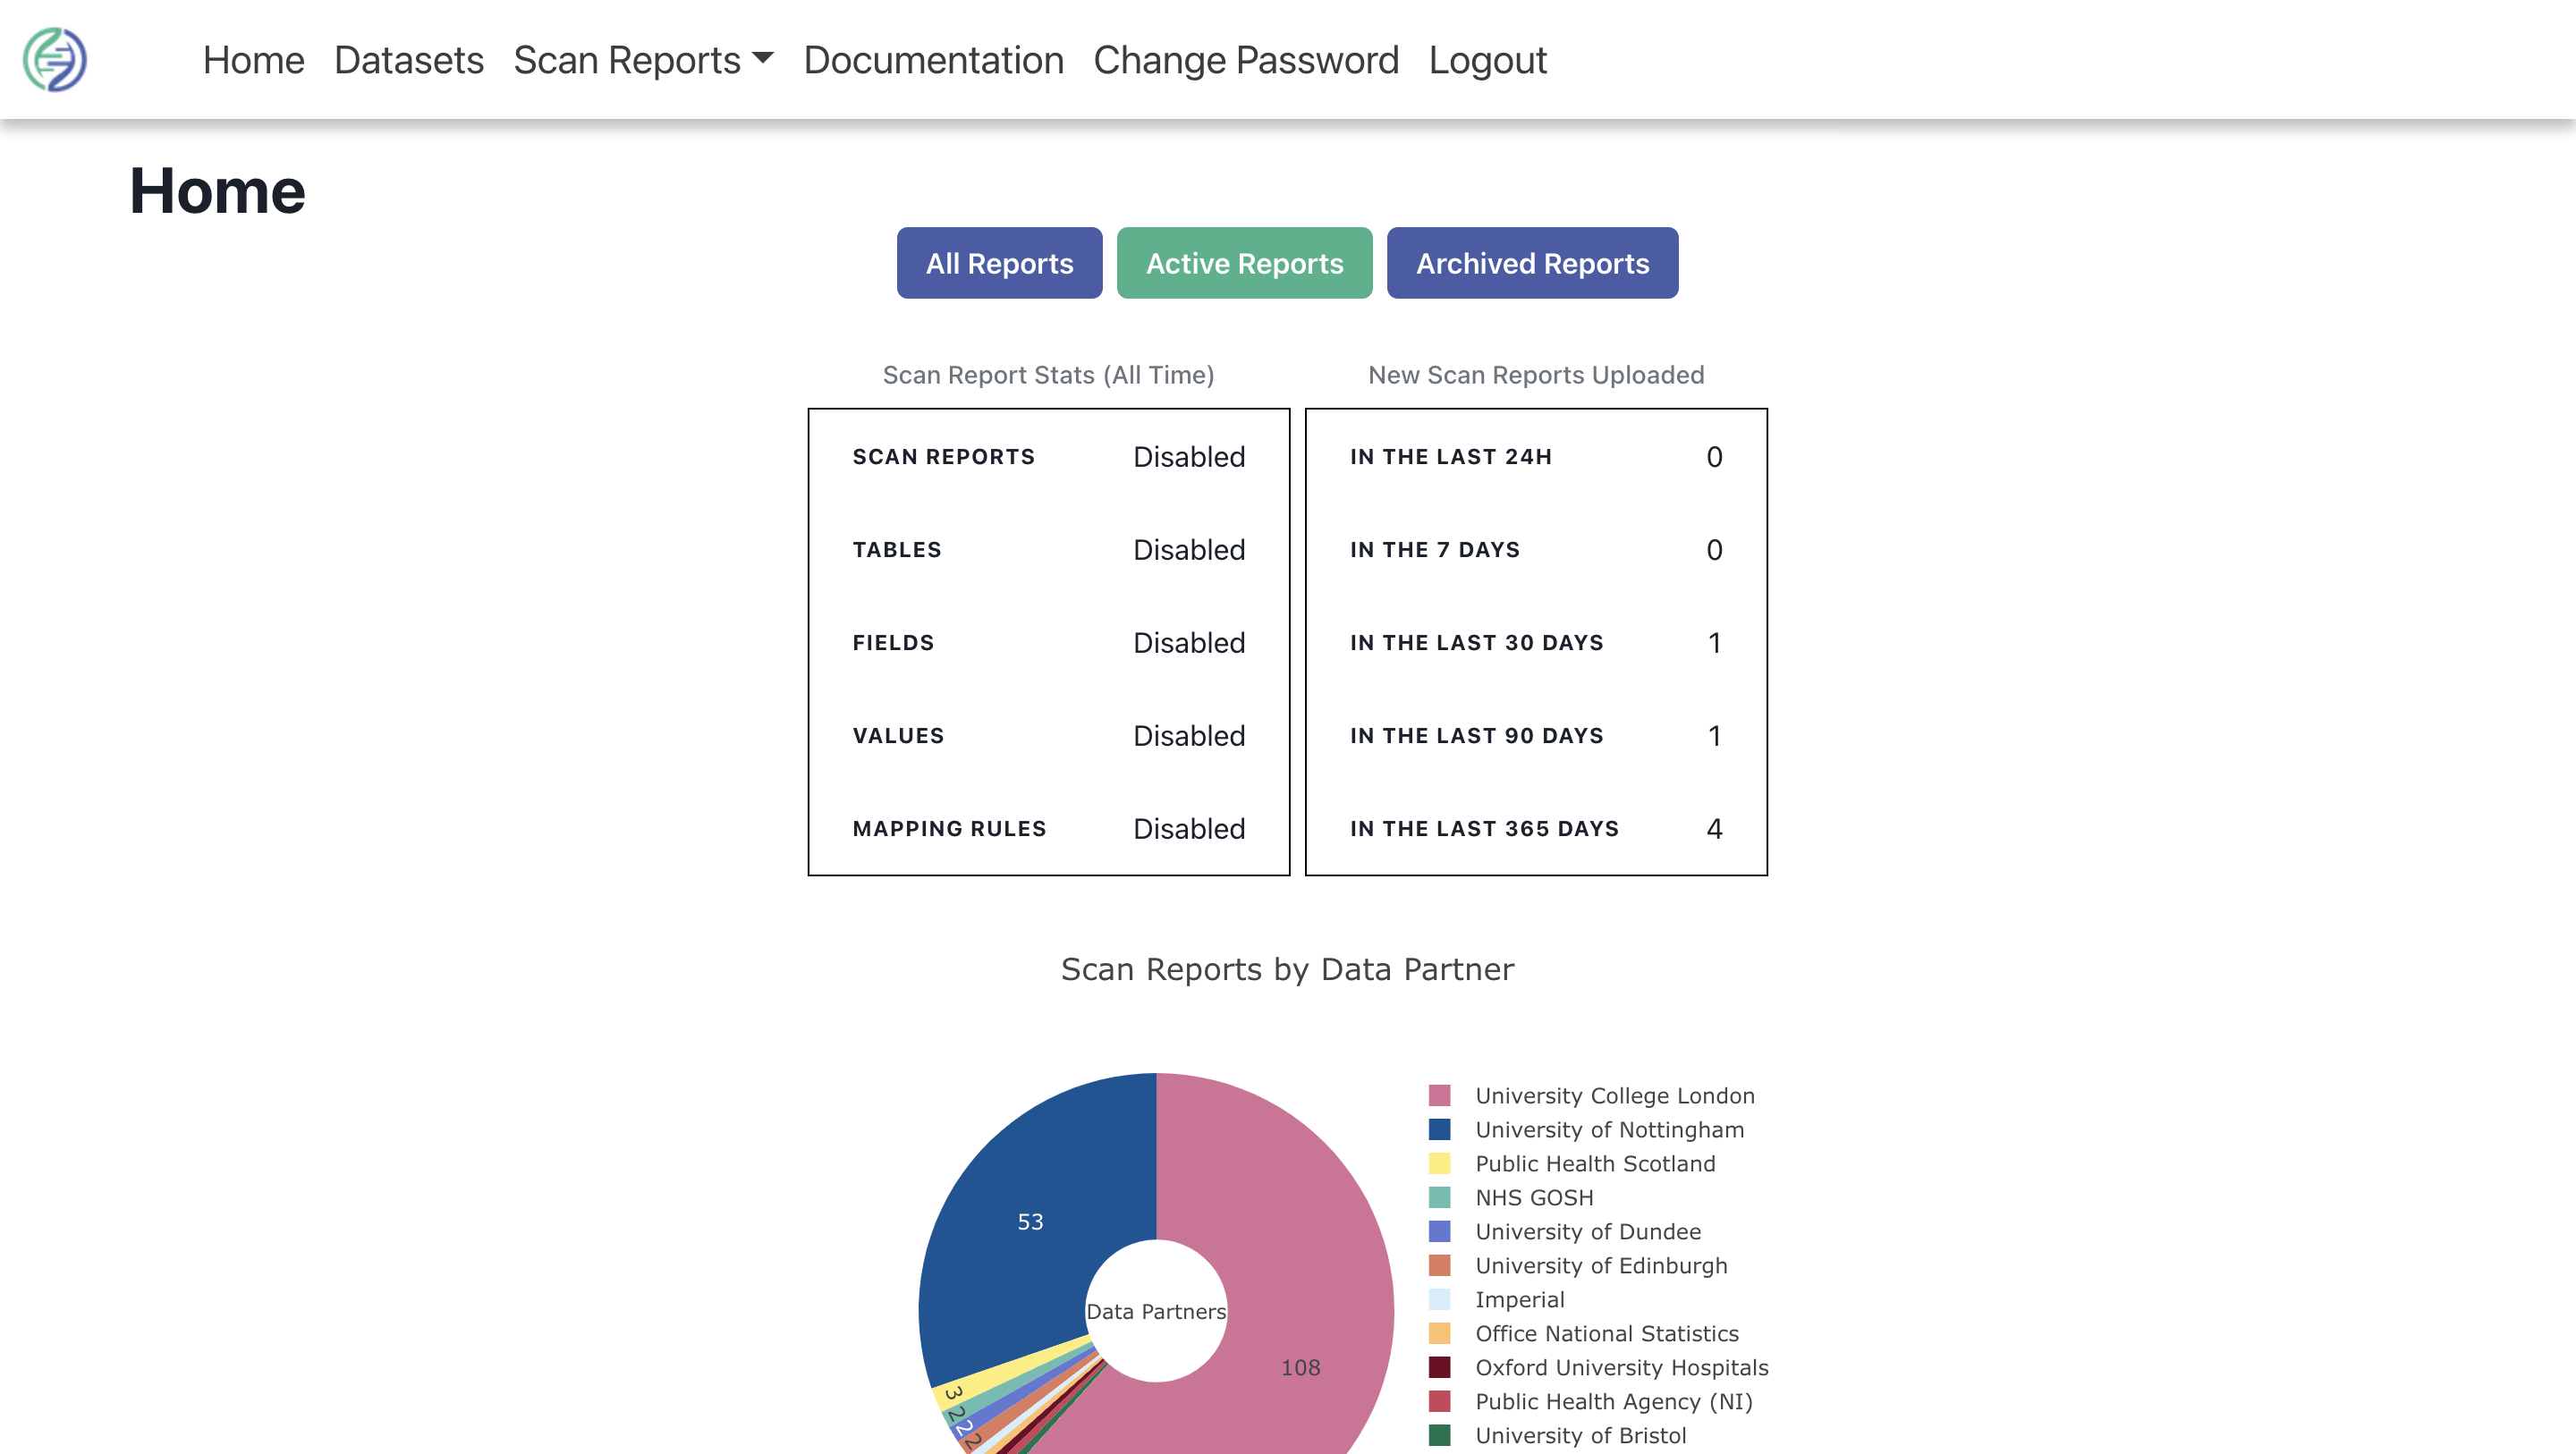 Home Datasets Scan Reports Documentation Change Password Logout
Home
All Reports Active Reports Archived Reports
Scan Report Stats (All Time)
SCAN REPORTS Disabled
TABLES Disabled
FIELDS Disabled
VALUES Disabled
MAPPING RULES Disabled
New Scan Reports Uploaded
IN THE LAST 24H 0
IN THE 7 DAYS 0
IN THE LAST 30 DAYS 1
IN THE LAST 90 DAYS 1
IN THE LAST 365 DAYS 4
Scan Reports by Data Partner
53
Data Partners
108
3
2
2
2
University College London
University of Nottingham
Public Health Scotland
NHS GOSH
University of Dundee
University of Edinburgh
Imperial
Office National Statistics
Oxford University Hospitals
Public Health Agency (NI)
University of Bristol